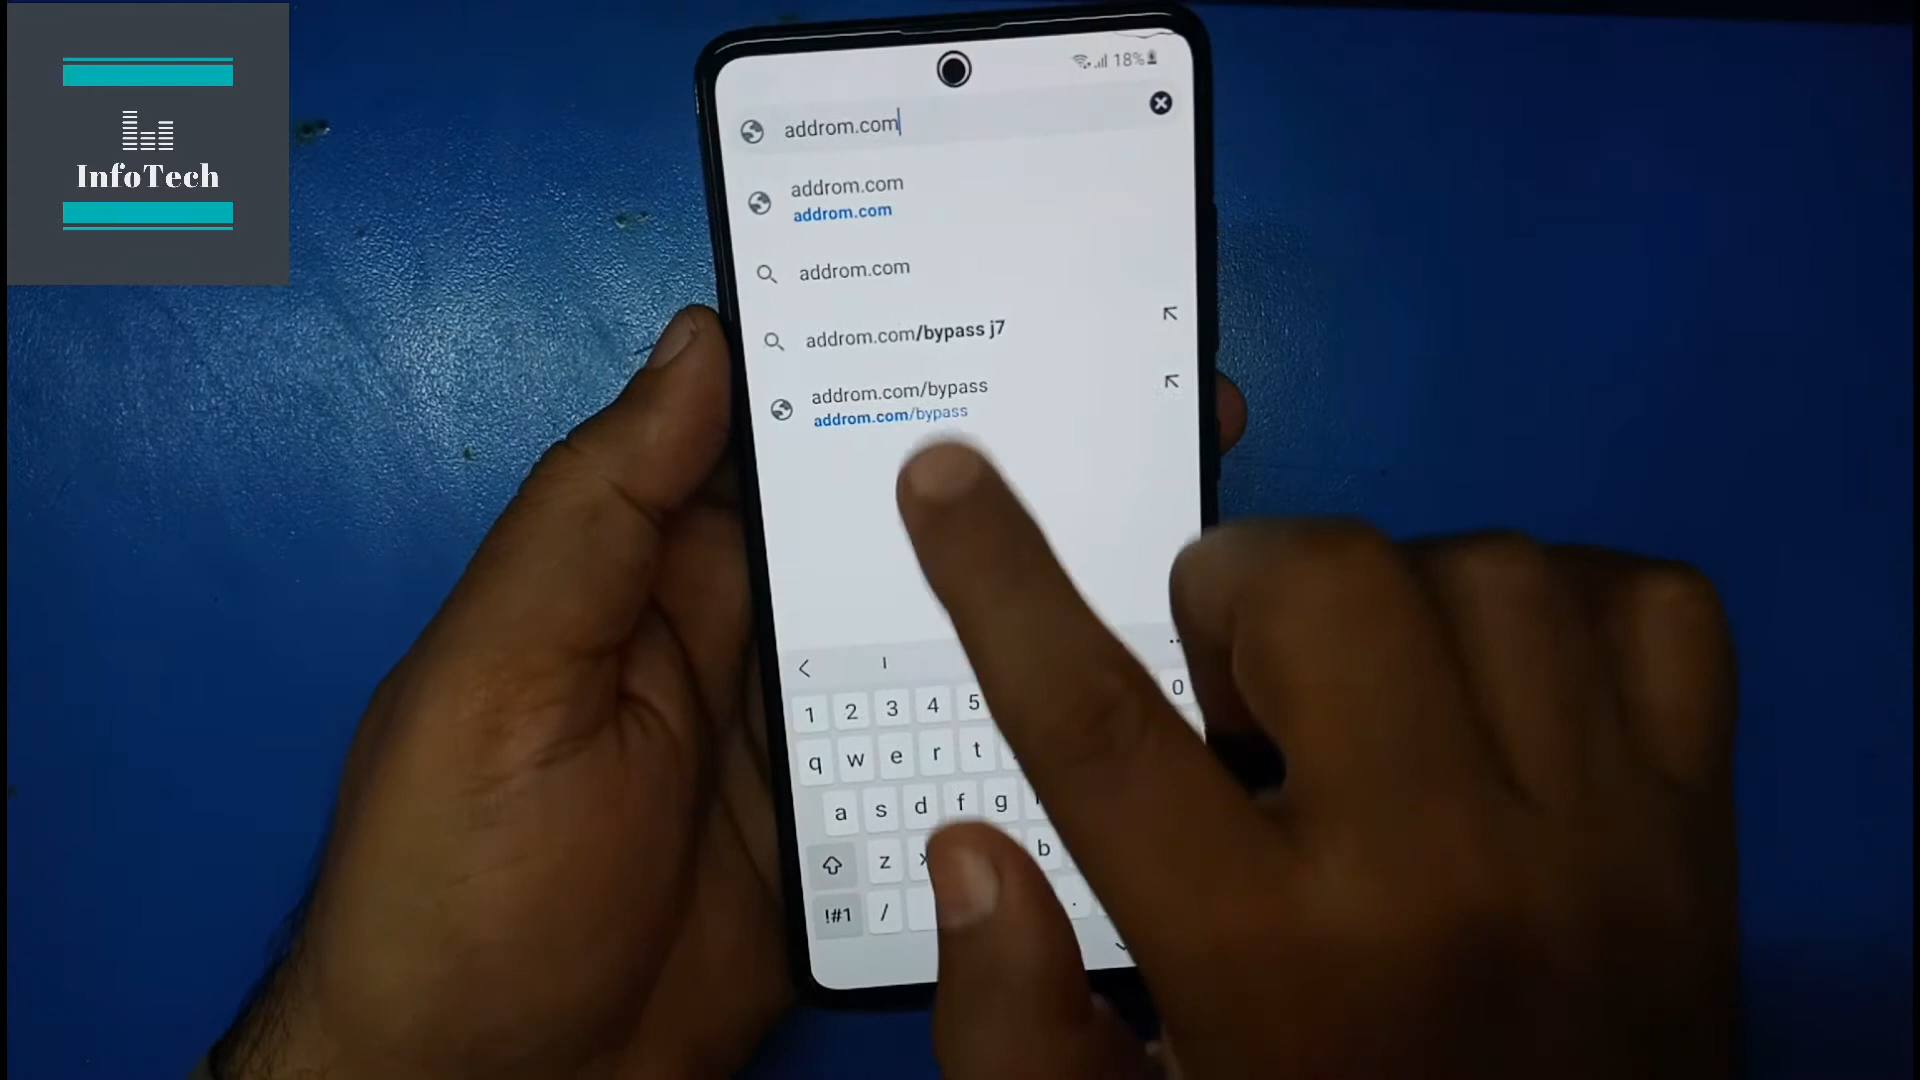 InfoTech
18%
addrom.com
addrom.com
addrom.com
addrom.com
addrom.com/bypass j7
addrom.com/bypass
addrom.com/bypass
I
1 2 3 4 5 0
q w e r t
a s d f g
z x b
!#1 / .